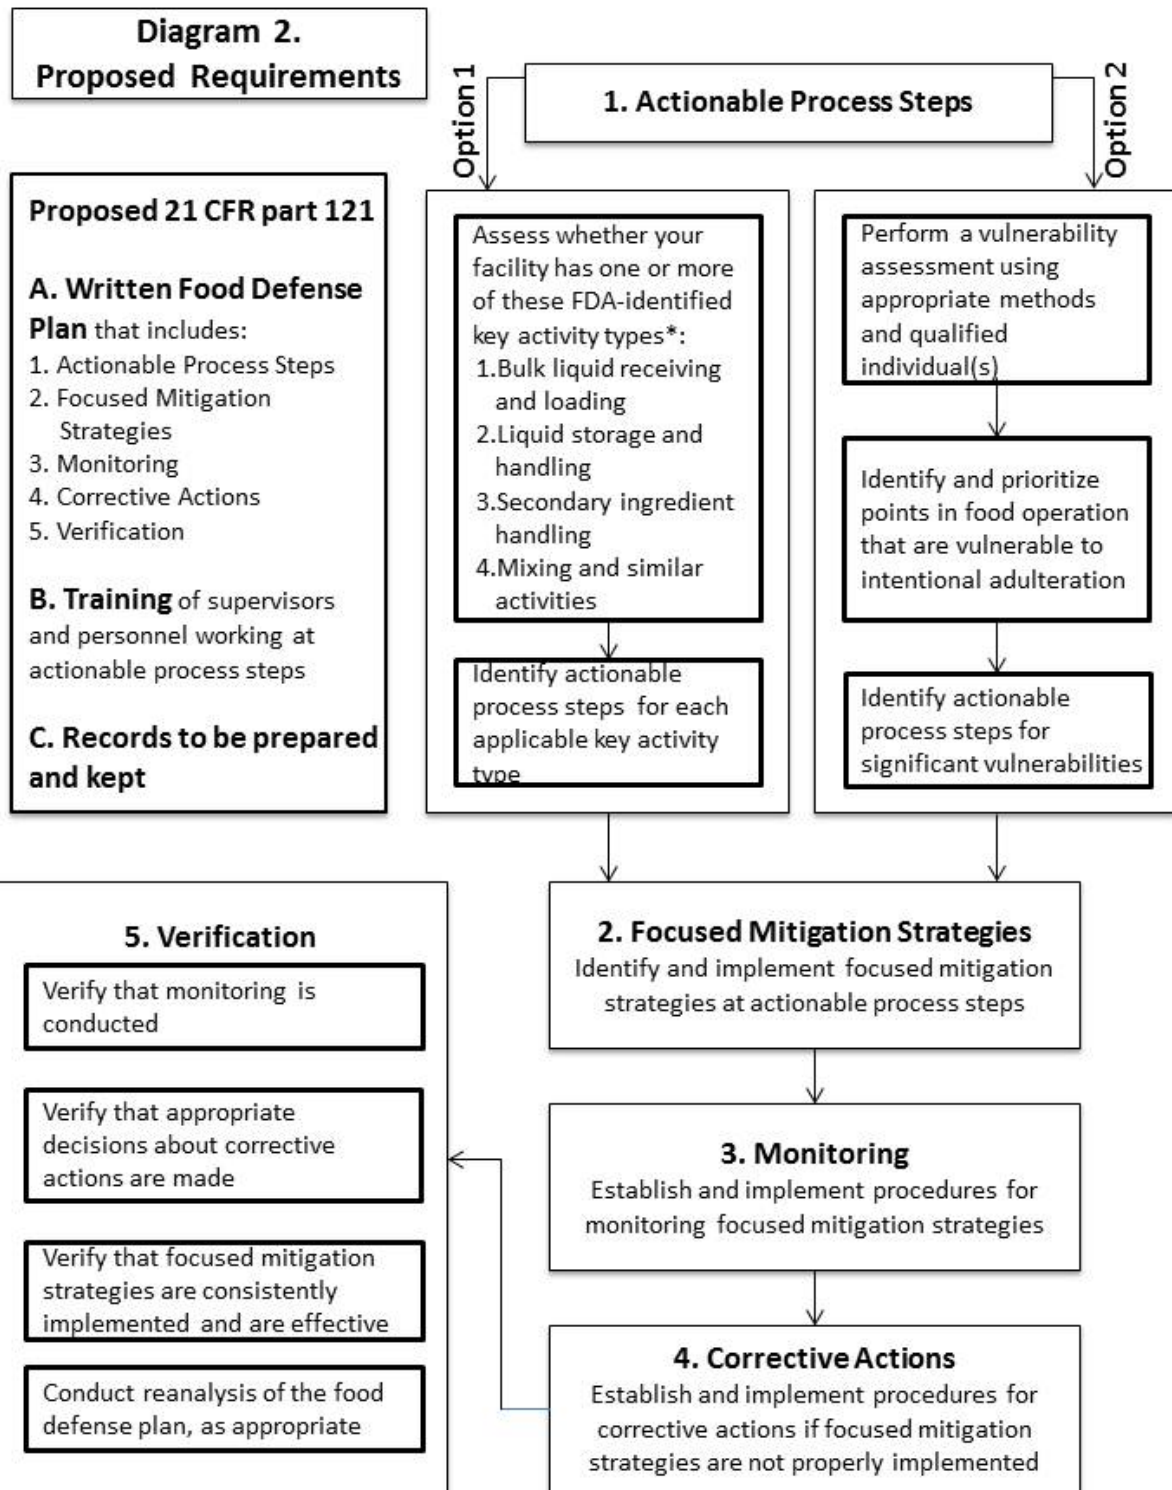 Diagram 2.
Proposed Requirements
Option 1
1. Actionable Process Steps
Option 2
Proposed 21 CFR part 121
A. Written Food Defense
Plan that includes:
1. Actionable Process Steps
2. Focused Mitigation
Strategies
3. Monitoring
4. Corrective Actions
5. Verification
B. Training of supervisors
and personnel working at
actionable process steps
C. Records to be prepared
and kept
Assess whether your
facility has one or more
of these FDA-identified
key activity types*:
1.Bulk liquid receiving
and loading
2.Liquid storage and
handling
3.Secondary ingredient
handling
4.Mixing and similar
activities
Identify actionable
process steps for each
applicable key activity
type
Perform a vulnerability
assessment using
appropriate methods
and qualified
individual(s)
Identify and prioritize
points in food operation
that are vulnerable to
intentional adulteration
Identify actionable
process steps for
significant vulnerabilities
2. Focused Mitigation Strategies
Identify and implement focused mitigation
strategies at actionable process steps
3. Monitoring
Establish and implement procedures for
monitoring focused mitigation strategies
4. Corrective Actions
Establish and implement procedures for
corrective actions if focused mitigation
strategies are not properly implemented
5. Verification
Verify that monitoring is
conducted
Verify that appropriate
decisions about corrective
actions are made
Verify that focused mitigation
strategies are consistently
implemented and are effective
Conduct reanalysis of the food
defense plan, as appropriate